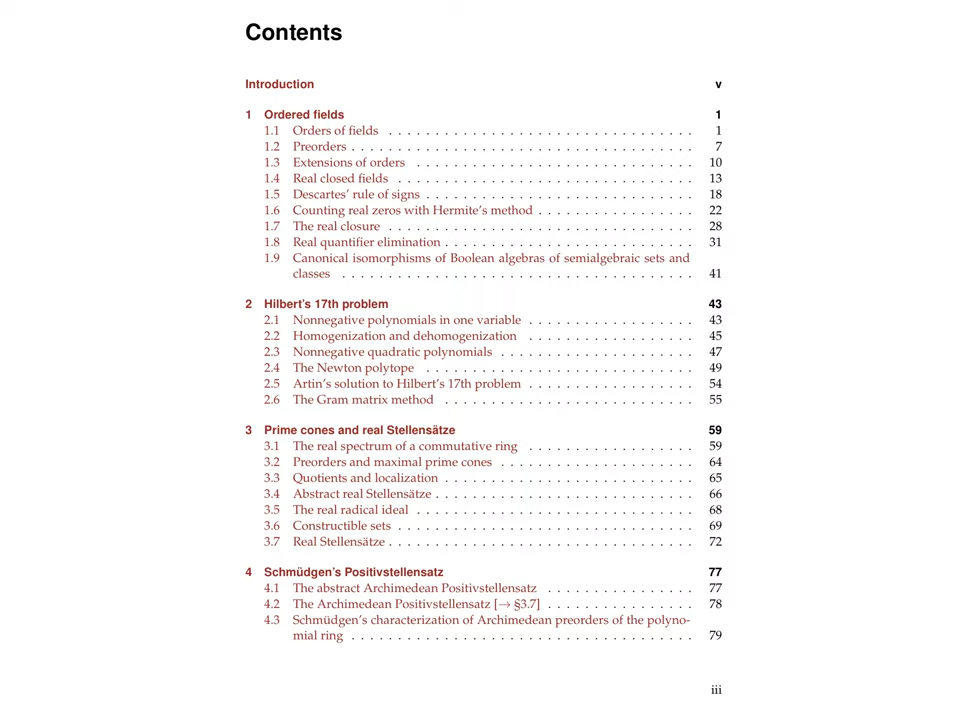 Contents
Introduction v
1 Ordered fields 1
1.1 Orders of fields . . . . . . . . . . . . . . . . . . . . . . . . . . . . . . . . . 1
1.2 Preorders . . . . . . . . . . . . . . . . . . . . . . . . . . . . . . . . . . . . . 7
1.3 Extensions of orders . . . . . . . . . . . . . . . . . . . . . . . . . . . . . . 10
1.4 Real closed fields . . . . . . . . . . . . . . . . . . . . . . . . . . . . . . . . 13
1.5 Descartes’ rule of signs . . . . . . . . . . . . . . . . . . . . . . . . . . . . . 18
1.6 Counting real zeros with Hermite’s method . . . . . . . . . . . . . . . . . 22
1.7 The real closure . . . . . . . . . . . . . . . . . . . . . . . . . . . . . . . . . 28
1.8 Real quantifier elimination . . . . . . . . . . . . . . . . . . . . . . . . . . . 31
1.9 Canonical isomorphisms of Boolean algebras of semialgebraic sets and
classes . . . . . . . . . . . . . . . . . . . . . . . . . . . . . . . . . . . . . . 41
2 Hilbert’s 17th problem 43
2.1 Nonnegative polynomials in one variable . . . . . . . . . . . . . . . . . . 43
2.2 Homogenization and dehomogenization . . . . . . . . . . . . . . . . . . 45
2.3 Nonnegative quadratic polynomials . . . . . . . . . . . . . . . . . . . . . 47
2.4 The Newton polytope . . . . . . . . . . . . . . . . . . . . . . . . . . . . . 49
2.5 Artin’s solution to Hilbert’s 17th problem . . . . . . . . . . . . . . . . . . 54
2.6 The Gram matrix method . . . . . . . . . . . . . . . . . . . . . . . . . . . 55
3 Prime cones and real Stellensätze 59
3.1 The real spectrum of a commutative ring . . . . . . . . . . . . . . . . . . 59
3.2 Preorders and maximal prime cones . . . . . . . . . . . . . . . . . . . . . 64
3.3 Quotients and localization . . . . . . . . . . . . . . . . . . . . . . . . . . . 65
3.4 Abstract real Stellensätze . . . . . . . . . . . . . . . . . . . . . . . . . . . . 66
3.5 The real radical ideal . . . . . . . . . . . . . . . . . . . . . . . . . . . . . . 68
3.6 Constructible sets . . . . . . . . . . . . . . . . . . . . . . . . . . . . . . . . 69
3.7 Real Stellensätze . . . . . . . . . . . . . . . . . . . . . . . . . . . . . . . . . 72
4 Schmüdgen’s Positivstellensatz 77
4.1 The abstract Archimedean Positivstellensatz . . . . . . . . . . . . . . . . 77
4.2 The Archimedean Positivstellensatz [→ §3.7] . . . . . . . . . . . . . . . . 78
4.3 Schmüdgen’s characterization of Archimedean preorders of the polyno-
mial ring . . . . . . . . . . . . . . . . . . . . . . . . . . . . . . . . . . . . . 79
iii